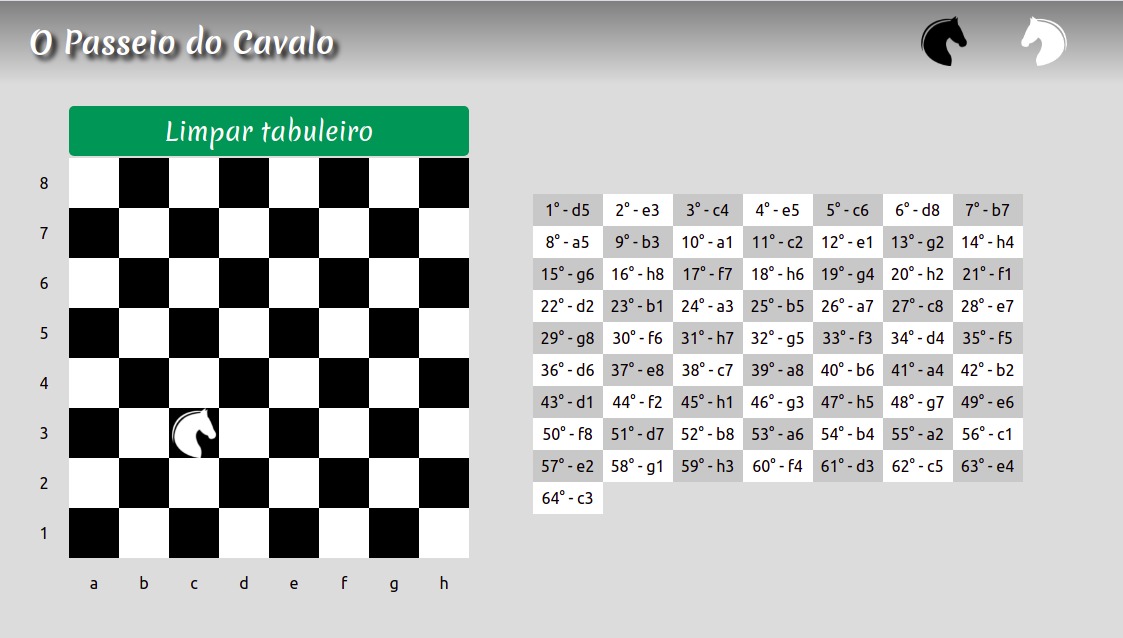 O Passeio do Cavalo
Limpar tabuleiro
8
7
6
5
4
3
2
1
a b c d e f g h
1° - d5 2° - e3 3° - c4 4° - e5 5° - c6 6° - d8 7° - b7
8° - a5 9° - b3 10° - a1 11° - c2 12° - e1 13° - g2 14° - h4
15° - g6 16° - h8 17° - f7 18° - h6 19° - g4 20° - h2 21° - f1
22° - d2 23° - b1 24° - a3 25° - b5 26° - a7 27° - c8 28° - e7
29° - g8 30° - f6 31° - h7 32° - g5 33° - f3 34° - d4 35° - f5
36° - d6 37° - e8 38° - c7 39° - a8 40° - b6 41° - a4 42° - b2
43° - d1 44° - f2 45° - h1 46° - g3 47° - h5 48° - g7 49° - e6
50° - f8 51° - d7 52° - b8 53° - a6 54° - b4 55° - a2 56° - c1
57° - e2 58° - g1 59° - h3 60° - f4 61° - d3 62° - c5 63° - e4
64° - c3